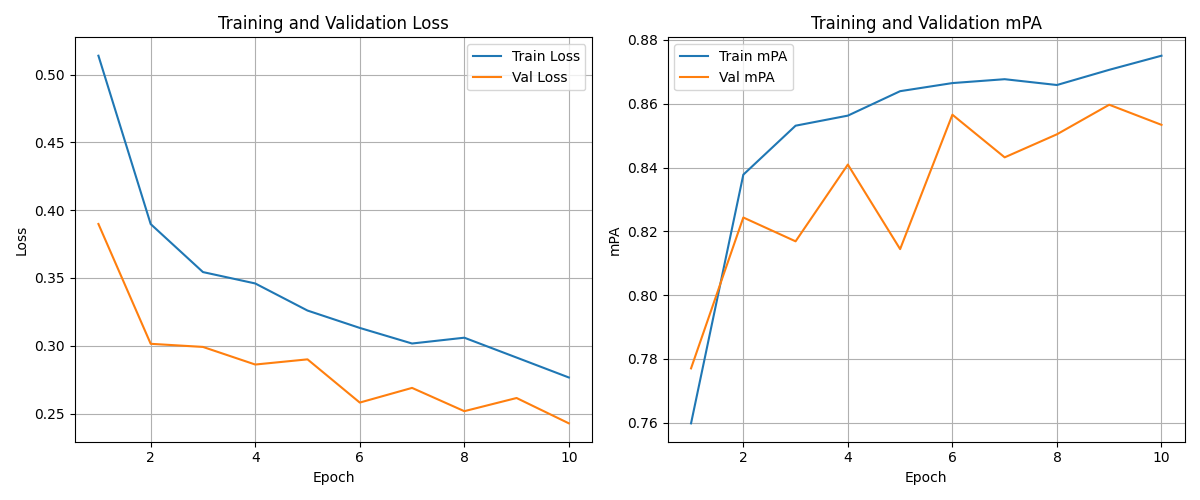 Training and Validation Loss
Train Loss
Val Loss
0.50
0.45
0.40
0.35
0.30
0.25
Loss
2
4
6
8
10
Epoch
Training and Validation mPA
Train mPA
Val mPA
0.88
0.86
0.84
0.82
0.80
0.78
0.76
mPA
2
4
6
8
10
Epoch